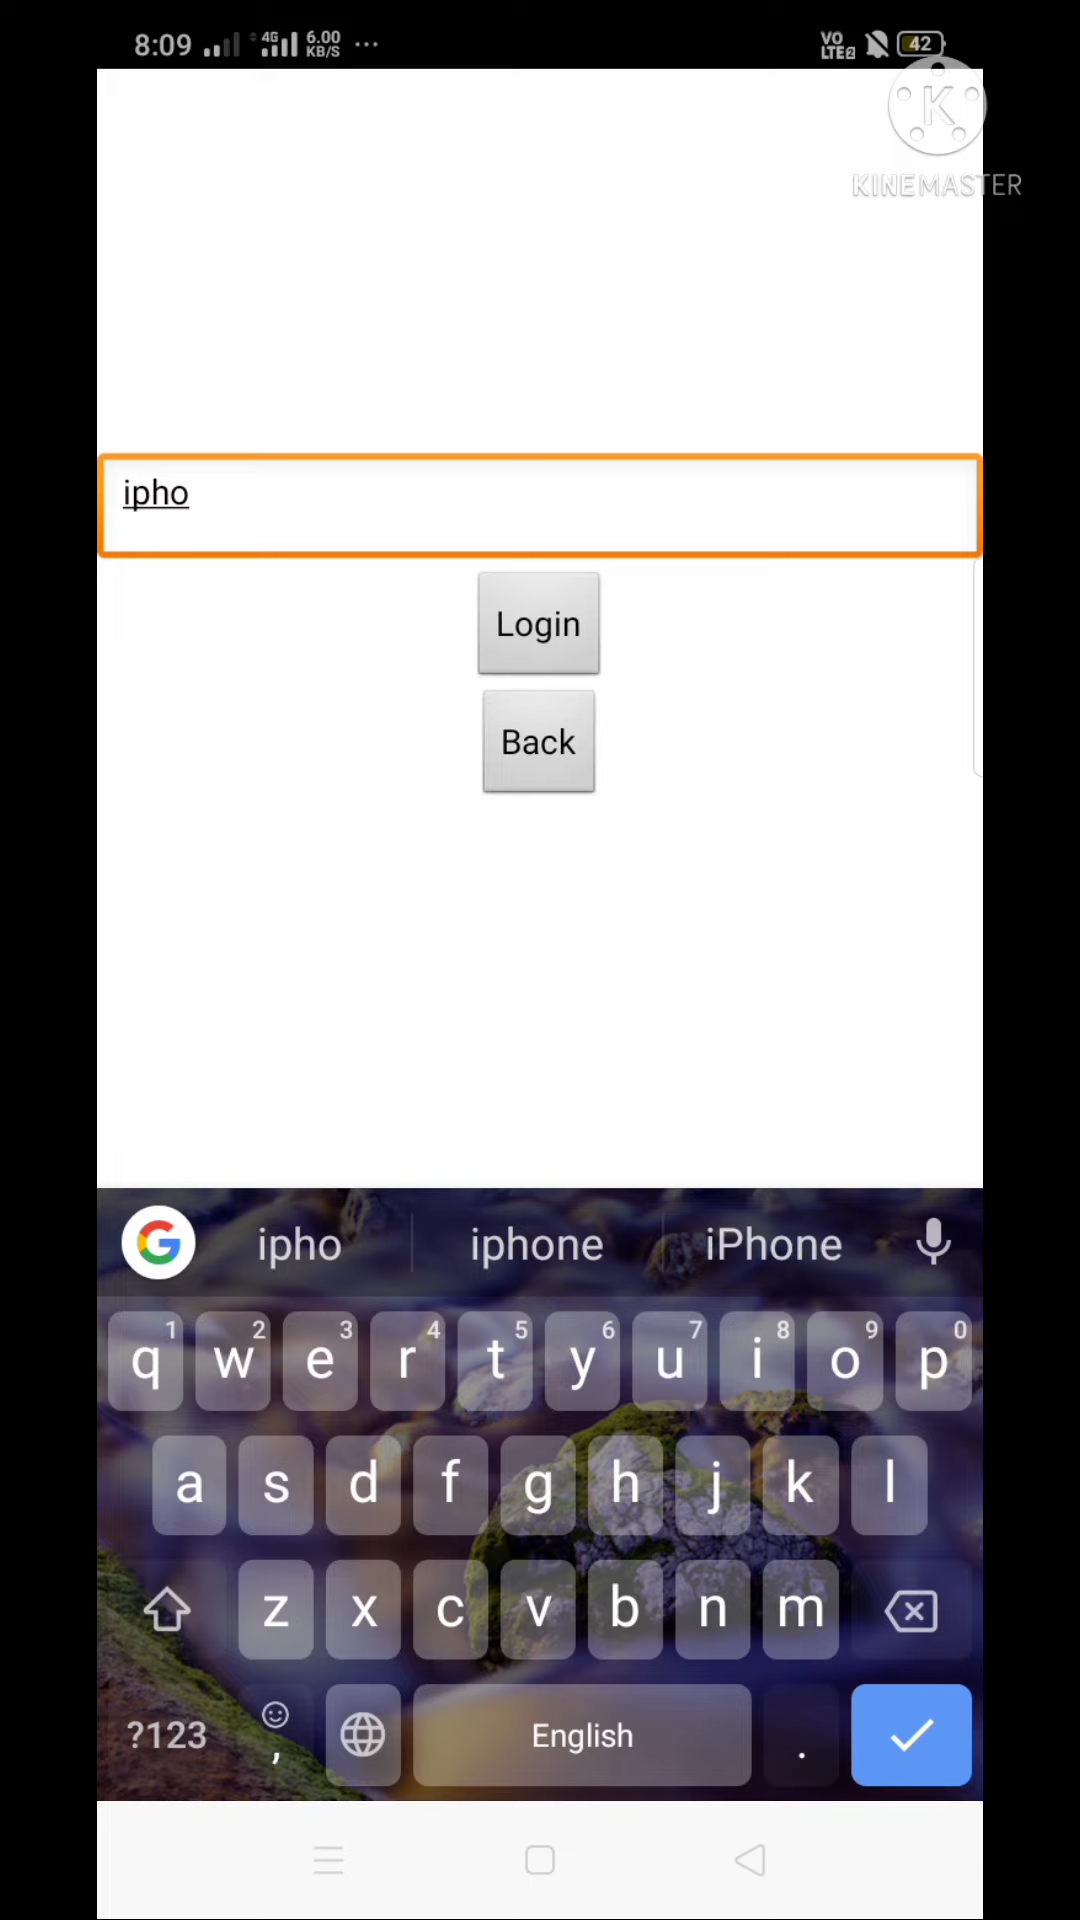 8:09 4G 6.00 KB/S ... VO LTE2 42
K
KINEMASTER
ipho
Login
Back
G ipho iphone iPhone
1 2 3 4 5 6 7 8 9 0
q w e r t y u i o p
a s d f g h j k l
z x c v b n m
?123 , English .